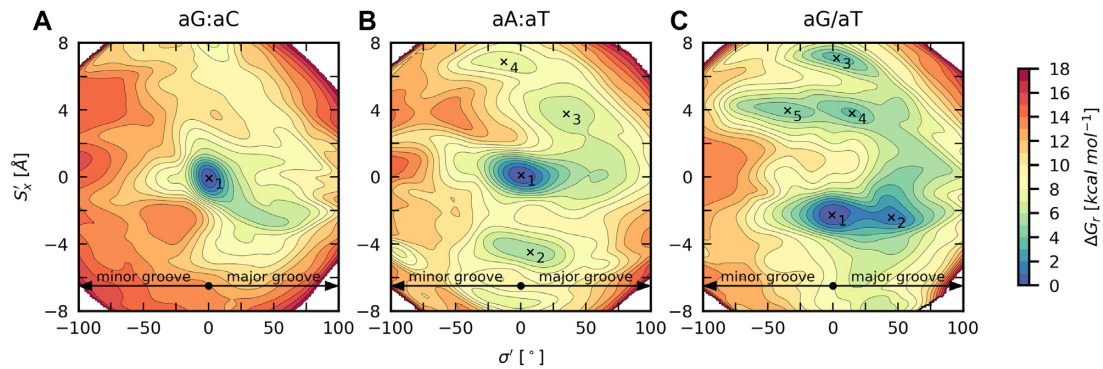 A aG:aC B aA:aT C aG/aT
8 4 0 −4 −8
S′x [Å]
1
minor groove major groove
−100 −50 0 50 100
4
3
1
2
minor groove major groove
−100 −50 0 50 100
σ′ [°]
3
5 4
1 2
minor groove major groove
−100 −50 0 50 100
18
16
14
12
10
8
6
4
2
0
ΔGr [kcal mol−1]